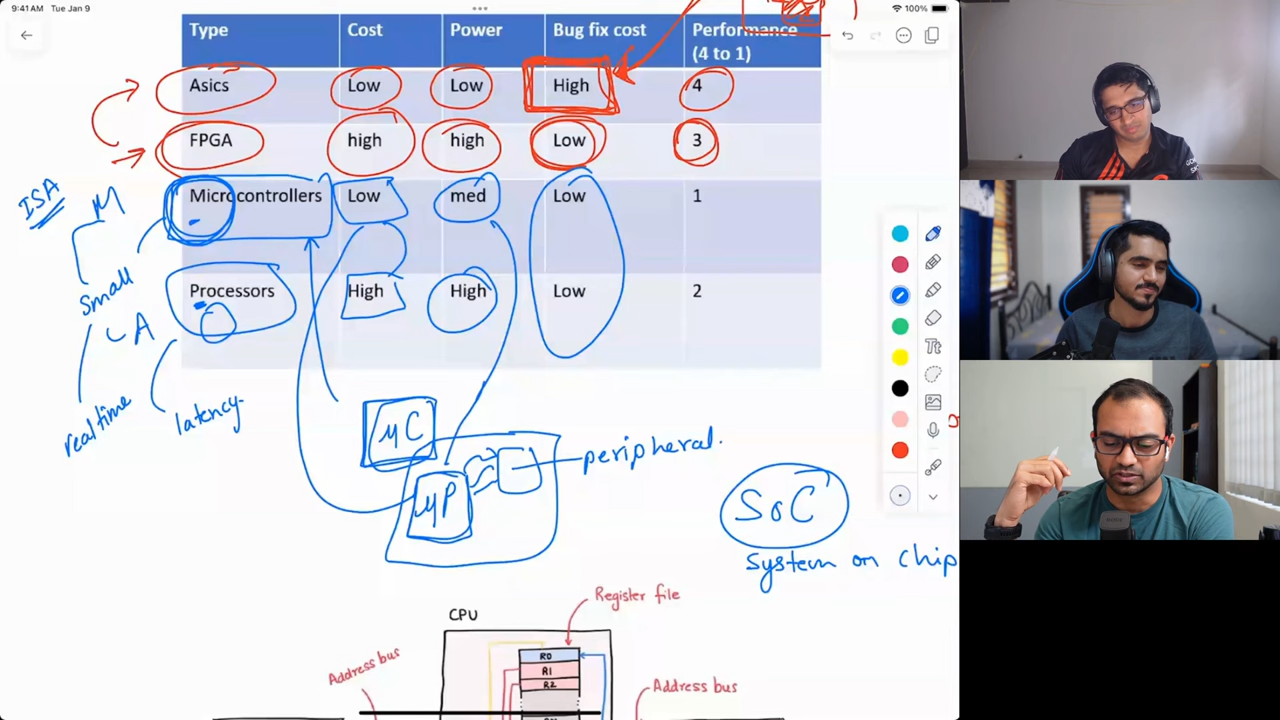 9:41 AM Tue Jan 9
100%
Type Cost Power Bug fix cost Performance (4 to 1)
Asics Low Low High 4
FPGA high high Low 3
Microcontrollers Low med Low 1
Processors High High Low 2
ISA
M
Small
A
realtime
latency
Tt
μC
μP
peripheral.
SoC
System on chip
CPU
Register file
R0
R1
R2
Address bus
Address bus